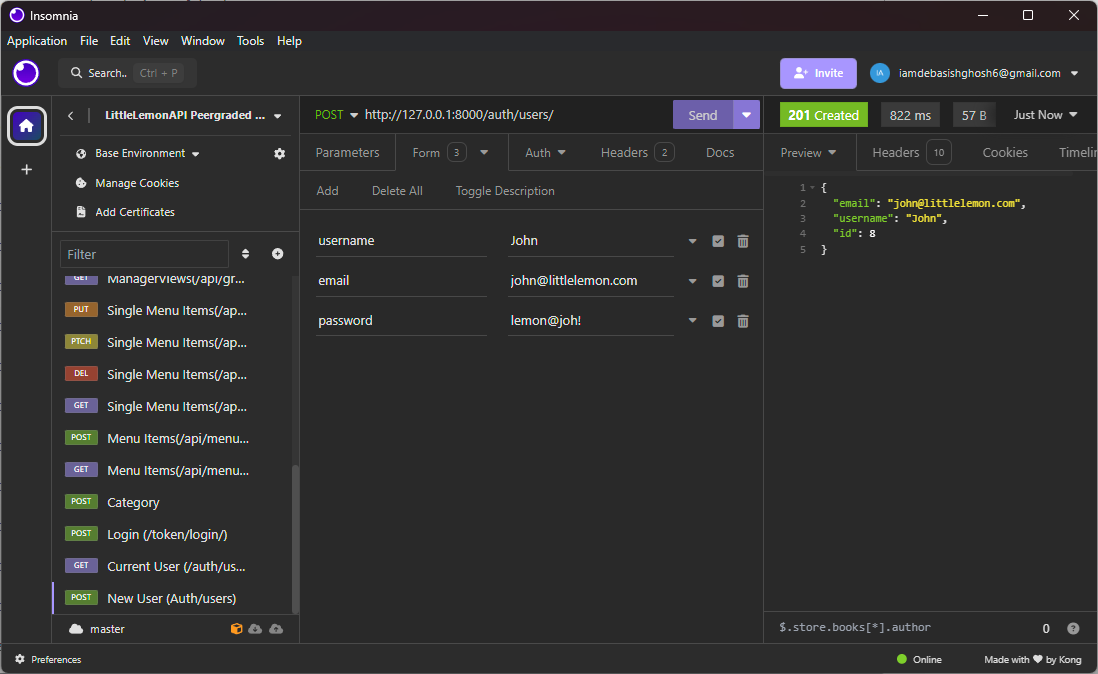 Insomnia
Application File Edit View Window Tools Help
Search.. Ctrl + P
Invite
IA
iamdebasishghosh6@gmail.com
LittleLemonAPI Peergraded ...
Base Environment
Manage Cookies
Add Certificates
Filter
GET ManagerViews(/api/gr...
PUT Single Menu Items(/ap...
PTCH Single Menu Items(/ap...
DEL Single Menu Items(/ap...
GET Single Menu Items(/ap...
POST Menu Items(/api/menu...
GET Menu Items(/api/menu...
POST Category
POST Login (/token/login/)
GET Current User (/auth/us...
POST New User (Auth/users)
master
POST http://127.0.0.1:8000/auth/users/ Send
Parameters Form 3 Auth Headers 2 Docs
Add Delete All Toggle Description
username John
email john@littlelemon.com
password lemon@joh!
201 Created 822 ms 57 B Just Now
Preview Headers 10 Cookies Timelin
1 {
2 "email": "john@littlelemon.com",
3 "username": "John",
4 "id": 8
5 }
$.store.books[*].author 0 ?
Preferences
Online Made with ♥ by Kong